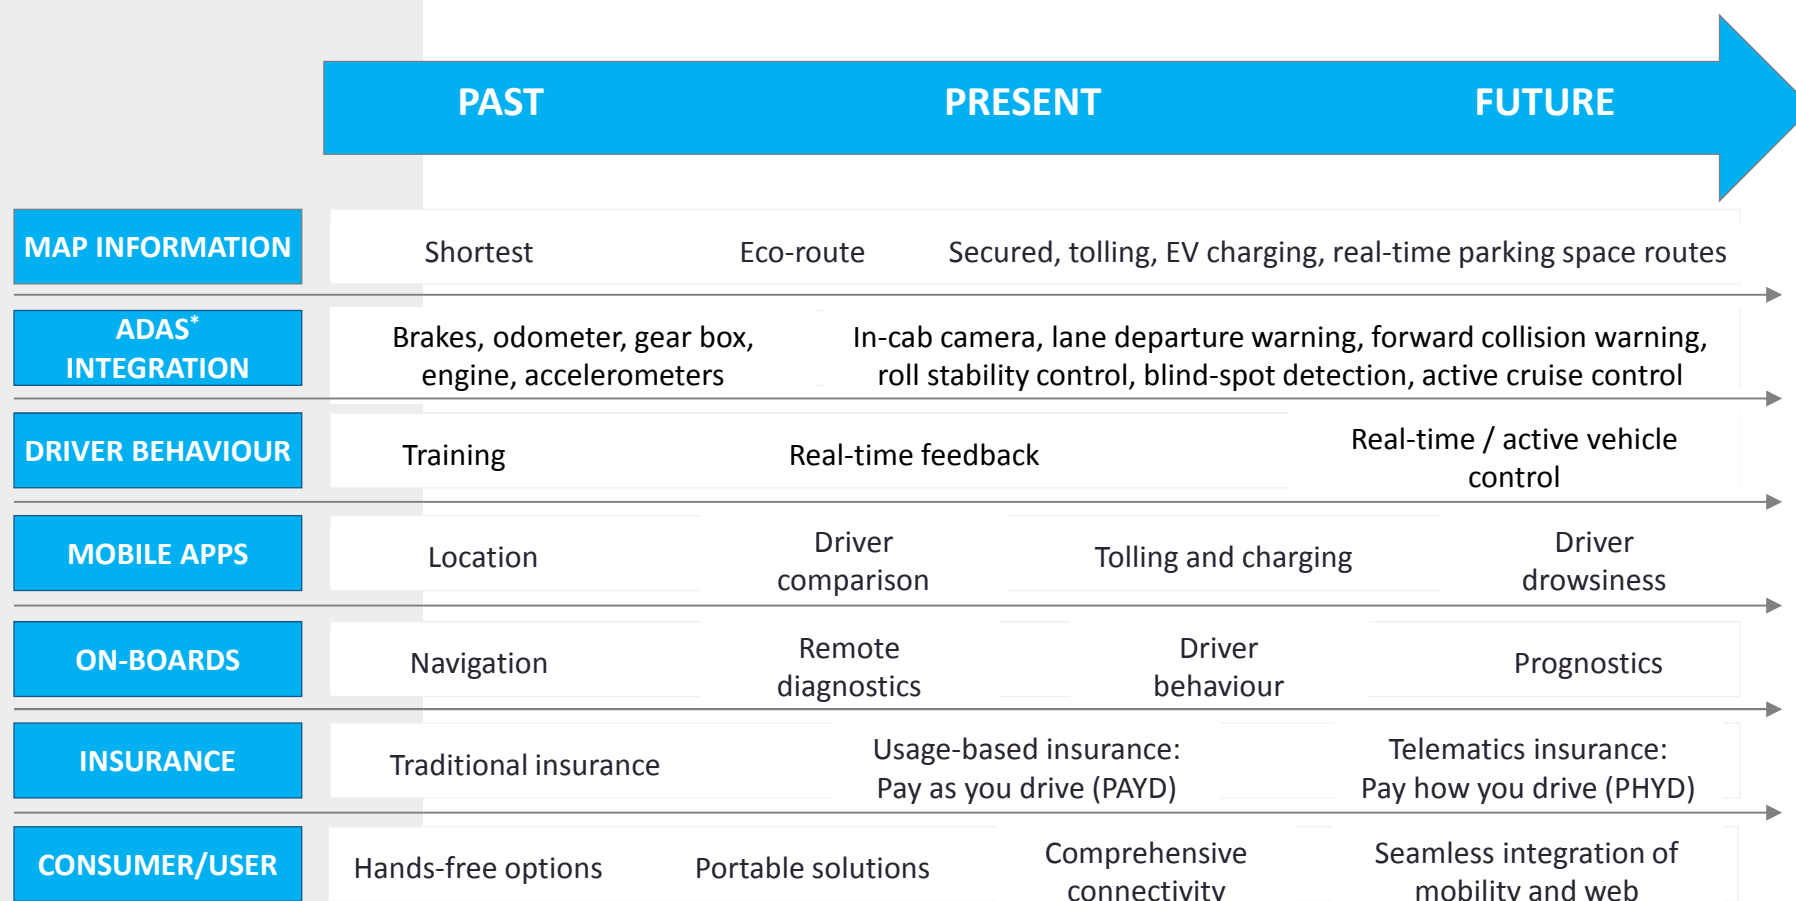 PAST PRESENT FUTURE
MAP INFORMATION Shortest Eco-route Secured, tolling, EV charging, real-time parking space routes
ADAS*
INTEGRATION
Brakes, odometer, gear box,
engine, accelerometers
In-cab camera, lane departure warning, forward collision warning,
roll stability control, blind-spot detection, active cruise control
DRIVER BEHAVIOUR Training Real-time feedback
Real-time / active vehicle
control
MOBILE APPS Location
Driver
comparison
Tolling and charging
Driver
drowsiness
ON-BOARDS Navigation
Remote
diagnostics
Driver
behaviour
Prognostics
INSURANCE Traditional insurance
Usage-based insurance:
Pay as you drive (PAYD)
Telematics insurance:
Pay how you drive (PHYD)
CONSUMER/USER Hands-free options Portable solutions
Comprehensive
connectivity
Seamless integration of
mobility and web